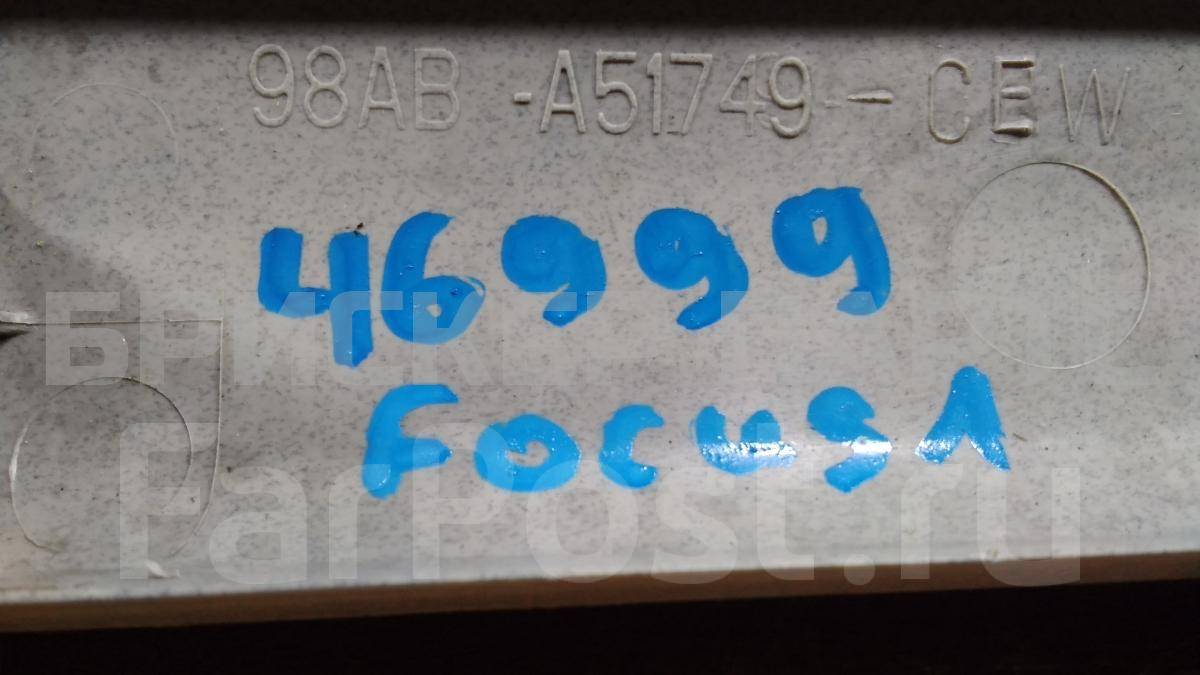 98AB -A51749-CEW
46999
FOCUS1
FarPost.ru